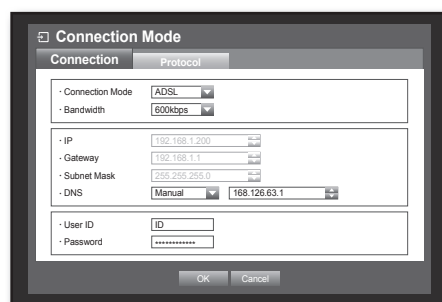 Connection Mode
Connection Protocol
· Connection Mode ADSL
· Bandwidth 600kbps
· IP 192.168.1.200
· Gateway 192.168.1.1
· Subnet Mask 255.255.255.0
· DNS Manual 168.126.63.1
· User ID ID
· Password ************
OK Cancel